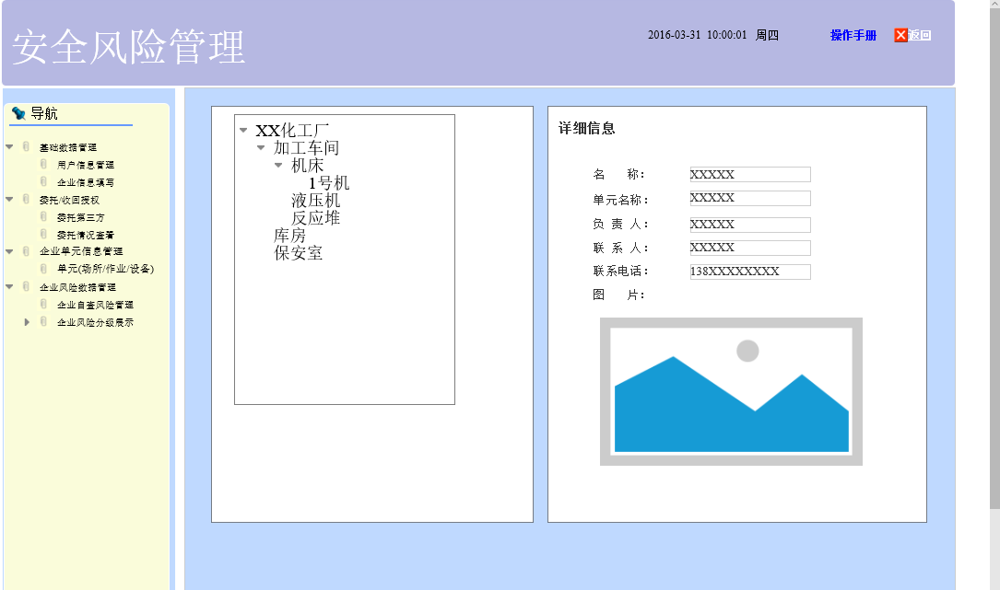 安全风险管理
2016-03-31 10:00:01 周四
操作手册
返回
导航
基础数据管理
用户信息管理
企业信息填写
委托/收回授权
委托第三方
委托情况查看
企业单元信息管理
单元(场所/作业/设备)
企业风险数据管理
企业自查风险管理
企业风险分级展示
XX化工厂
加工车间
机床
1号机
液压机
反应堆
库房
保安室
详细信息
名 称： XXXXX
单元名称： XXXXX
负 责 人： XXXXX
联 系 人： XXXXX
联系电话： 138XXXXXXXX
图 片：